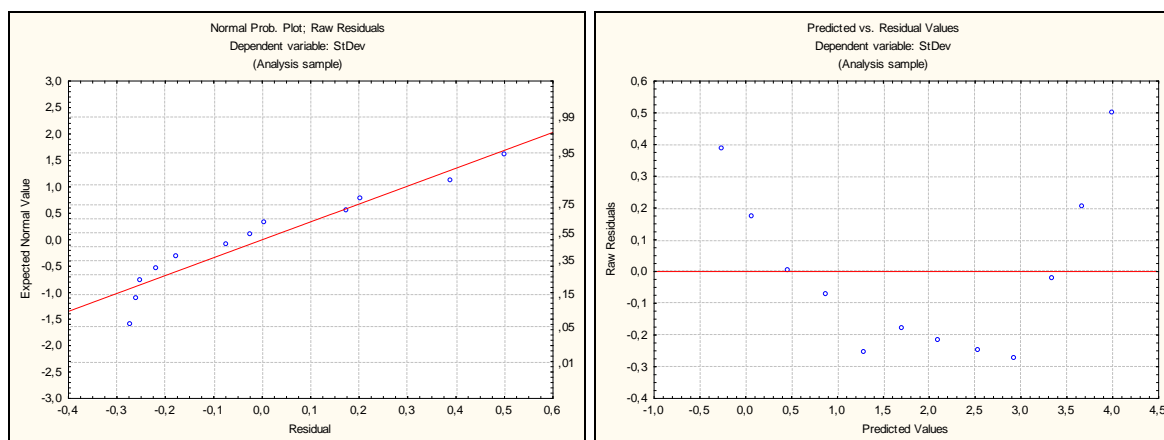 Normal Prob. Plot; Raw Residuals
Dependent variable: StDev
(Analysis sample)
3,0
2,5
2,0
1,5
1,0
0,5
0,0
-0,5
-1,0
-1,5
-2,0
-2,5
-3,0
Expected Normal Value
,99
,95
,75
,55
,35
,15
,05
,01
-0,4 -0,3 -0,2 -0,1 0,0 0,1 0,2 0,3 0,4 0,5 0,6
Residual
Predicted vs. Residual Values
Dependent variable: StDev
(Analysis sample)
0,6
0,5
0,4
0,3
0,2
0,1
0,0
-0,1
-0,2
-0,3
-0,4
Raw Residuals
-1,0 -0,5 0,0 0,5 1,0 1,5 2,0 2,5 3,0 3,5 4,0 4,5
Predicted Values